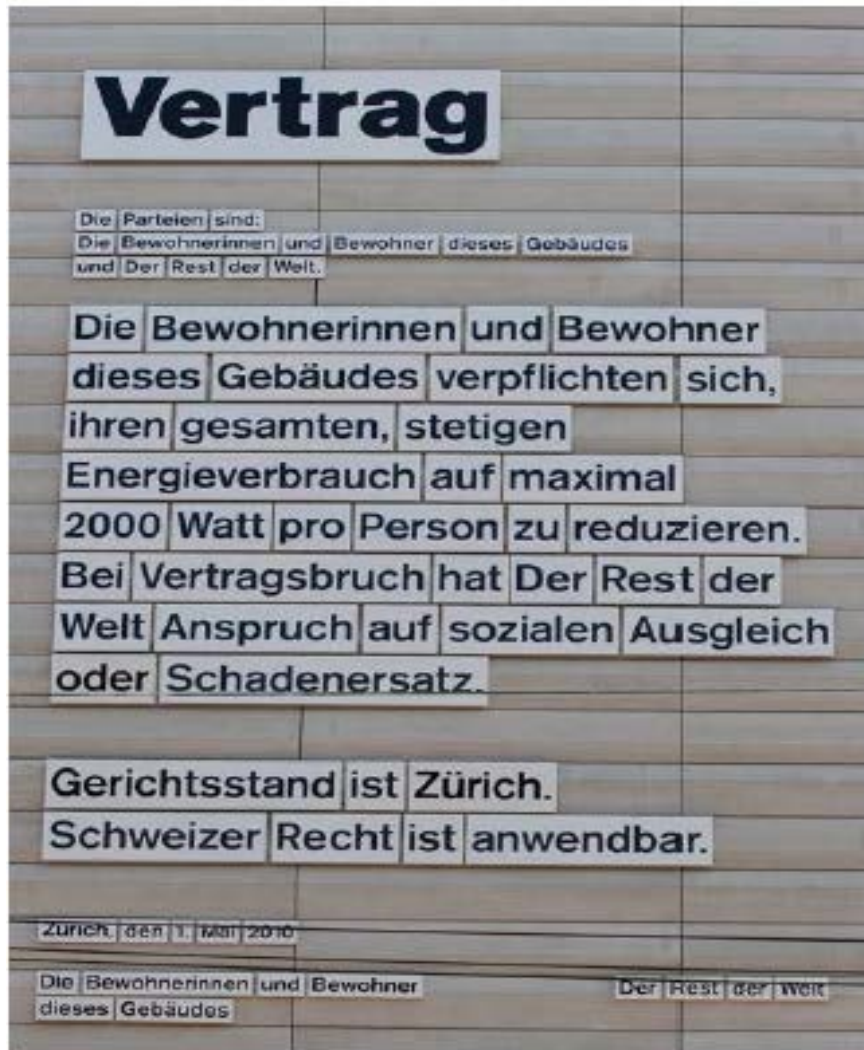 Vertrag
Die Parteien sind:
Die Bewohnerinnen und Bewohner dieses Gebäudes
und Der Rest der Welt.
Die Bewohnerinnen und Bewohner
dieses Gebäudes verpflichten sich,
ihren gesamten, stetigen
Energieverbrauch auf maximal
2000 Watt pro Person zu reduzieren.
Bei Vertragsbruch hat Der Rest der
Welt Anspruch auf sozialen Ausgleich
oder Schadenersatz.
Gerichtsstand ist Zürich.
Schweizer Recht ist anwendbar.
Zürich, den 1. Mai 2010
Die Bewohnerinnen und Bewohner
dieses Gebäudes
Der Rest der Welt